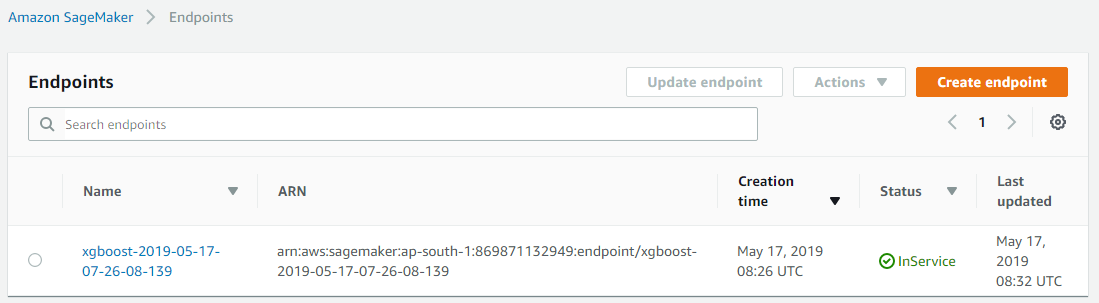 Amazon SageMaker > Endpoints
Endpoints
Update endpoint
Actions
Create endpoint
Search endpoints
1
Name
ARN
Creation
time
Status
Last
updated
xgboost-2019-05-17-
07-26-08-139
arn:aws:sagemaker:ap-south-1:869871132949:endpoint/xgboost-
2019-05-17-07-26-08-139
May 17, 2019
08:26 UTC
InService
May 17,
2019
08:32 UTC